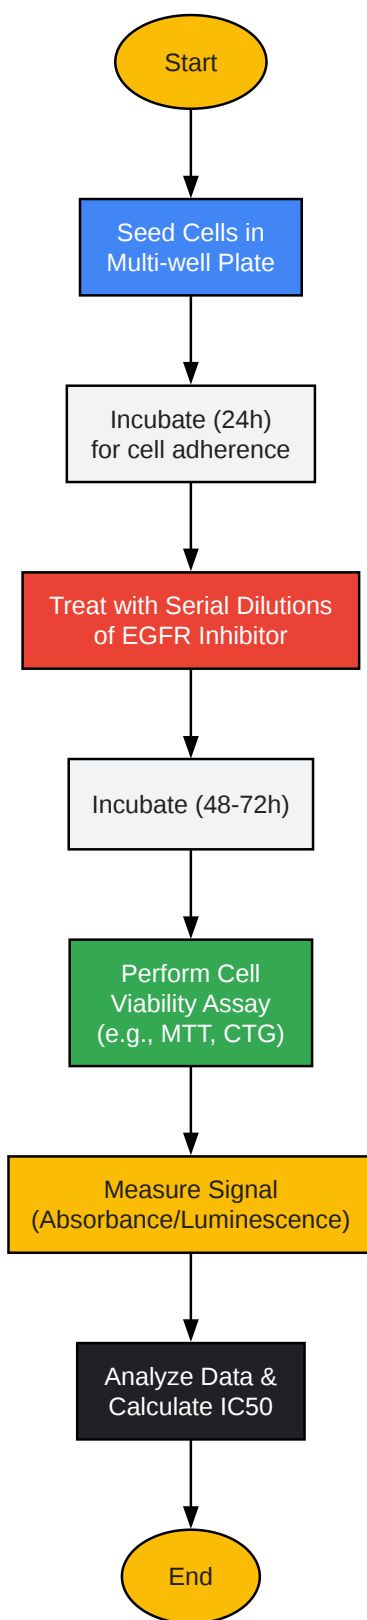 Start
Seed Cells in
Multi-well Plate
Incubate (24h)
for cell adherence
Treat with Serial Dilutions
of EGFR Inhibitor
Incubate (48-72h)
Perform Cell
Viability Assay
(e.g., MTT, CTG)
Measure Signal
(Absorbance/Luminescence)
Analyze Data &
Calculate IC50
End